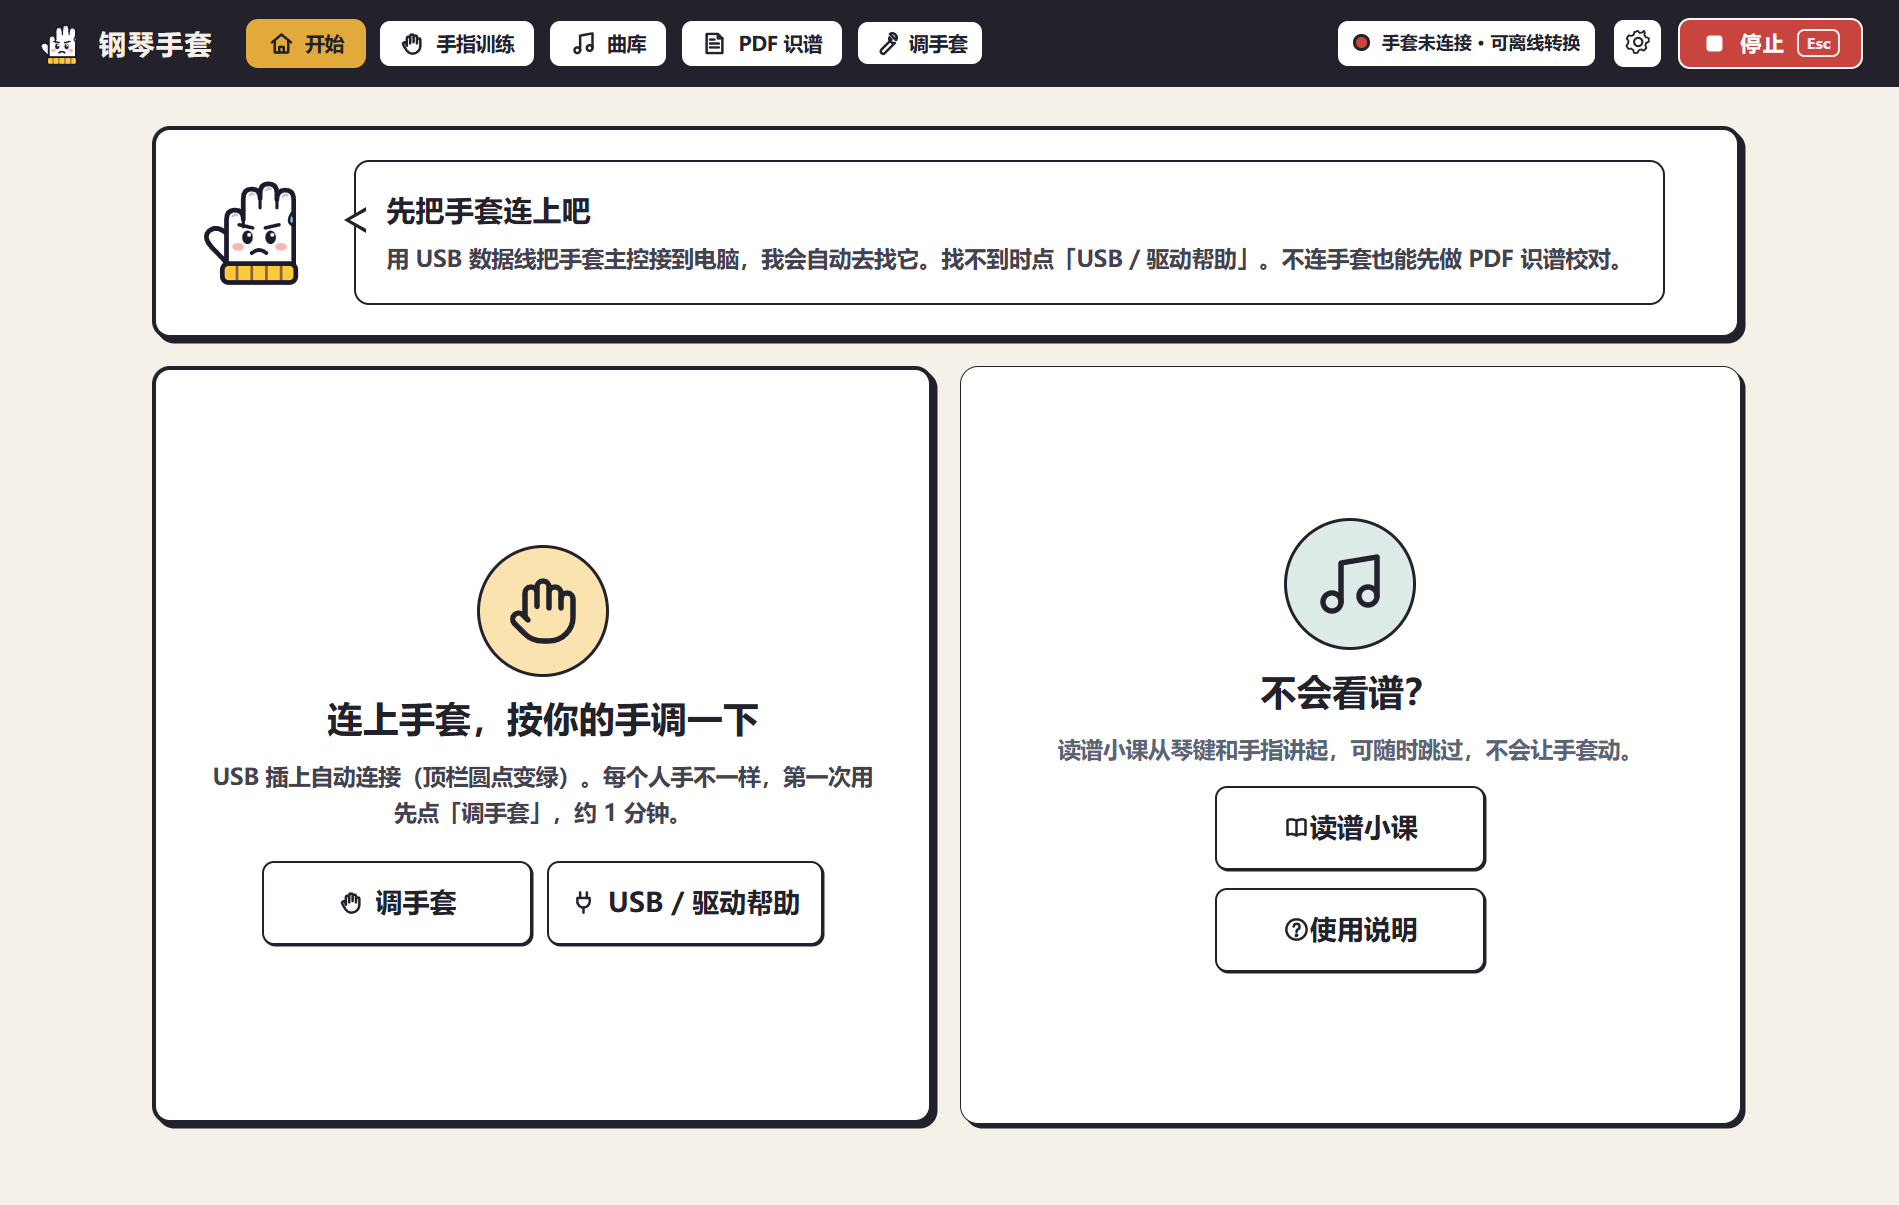 钢琴手套
开始
手指训练
曲库
PDF 识谱
调手套
手套未连接・可离线转换
停止 Esc
先把手套连上吧
用 USB 数据线把手套主控接到电脑，我会自动去找它。找不到时点「USB / 驱动帮助」。不连手套也能先做 PDF 识谱校对。
连上手套，按你的手调一下
USB 插上自动连接（顶栏圆点变绿）。每个人手不一样，第一次用
先点「调手套」，约 1 分钟。
调手套
USB / 驱动帮助
不会看谱？
读谱小课从琴键和手指讲起，可随时跳过，不会让手套动。
读谱小课
使用说明